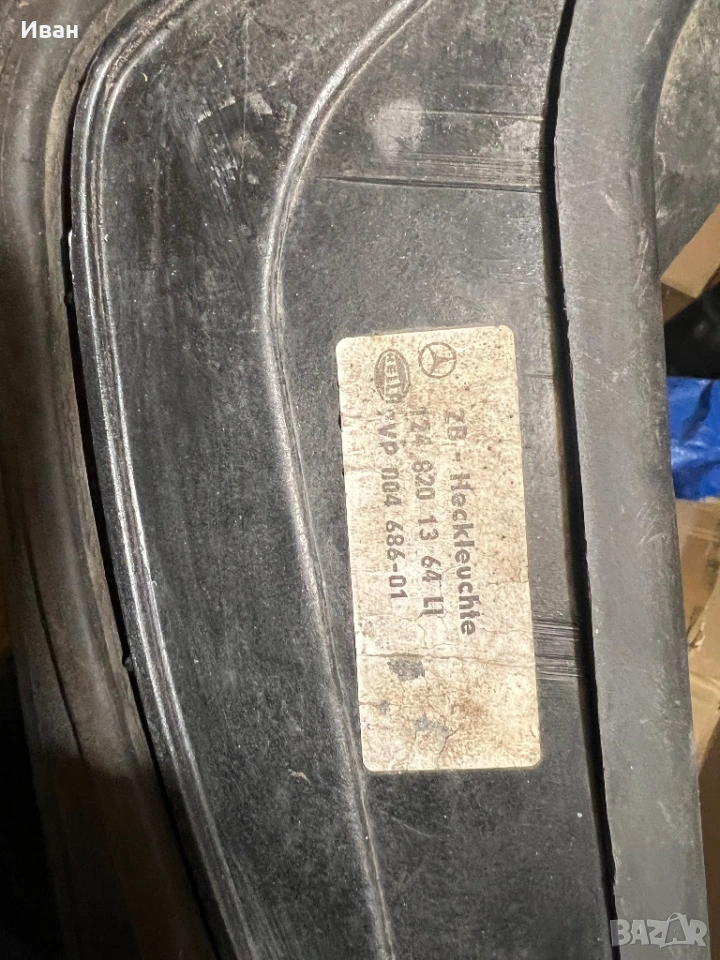 Иван
ZB - Heckleuchte
124 820 13 64 LI
HELLA
VP 004 686-01
BAZAR